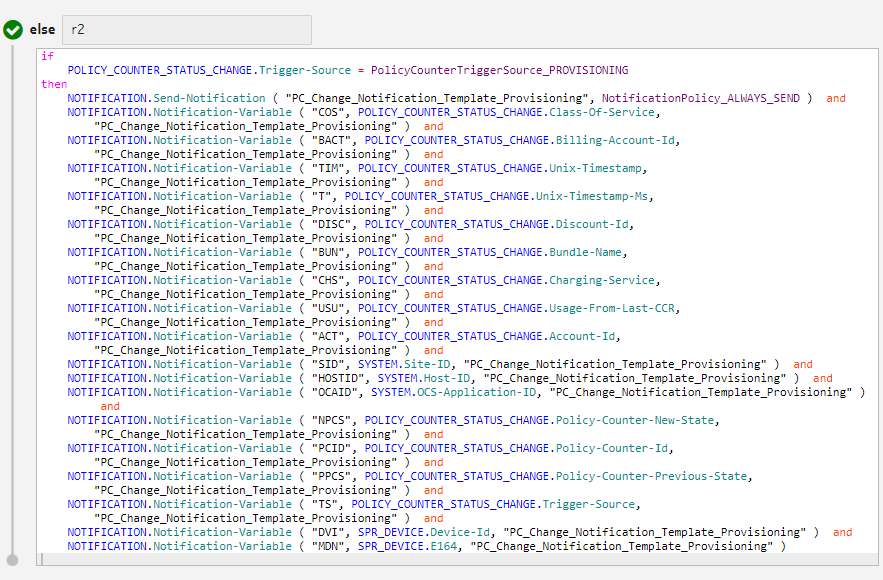 else r2
if
POLICY_COUNTER_STATUS_CHANGE.Trigger-Source = PolicyCounterTriggerSource_PROVISIONING
then
NOTIFICATION.Send-Notification ( "PC_Change_Notification_Template_Provisioning", NotificationPolicy_ALWAYS_SEND ) and
NOTIFICATION.Notification-Variable ( "COS", POLICY_COUNTER_STATUS_CHANGE.Class-Of-Service,
"PC_Change_Notification_Template_Provisioning" ) and
NOTIFICATION.Notification-Variable ( "BACT", POLICY_COUNTER_STATUS_CHANGE.Billing-Account-Id,
"PC_Change_Notification_Template_Provisioning" ) and
NOTIFICATION.Notification-Variable ( "TIM", POLICY_COUNTER_STATUS_CHANGE.Unix-Timestamp,
"PC_Change_Notification_Template_Provisioning" ) and
NOTIFICATION.Notification-Variable ( "T", POLICY_COUNTER_STATUS_CHANGE.Unix-Timestamp-Ms,
"PC_Change_Notification_Template_Provisioning" ) and
NOTIFICATION.Notification-Variable ( "DISC", POLICY_COUNTER_STATUS_CHANGE.Discount-Id,
"PC_Change_Notification_Template_Provisioning" ) and
NOTIFICATION.Notification-Variable ( "BUN", POLICY_COUNTER_STATUS_CHANGE.Bundle-Name,
"PC_Change_Notification_Template_Provisioning" ) and
NOTIFICATION.Notification-Variable ( "CHS", POLICY_COUNTER_STATUS_CHANGE.Charging-Service,
"PC_Change_Notification_Template_Provisioning" ) and
NOTIFICATION.Notification-Variable ( "USU", POLICY_COUNTER_STATUS_CHANGE.Usage-From-Last-CCR,
"PC_Change_Notification_Template_Provisioning" ) and
NOTIFICATION.Notification-Variable ( "ACT", POLICY_COUNTER_STATUS_CHANGE.Account-Id,
"PC_Change_Notification_Template_Provisioning" ) and
NOTIFICATION.Notification-Variable ( "SID", SYSTEM.Site-ID, "PC_Change_Notification_Template_Provisioning" ) and
NOTIFICATION.Notification-Variable ( "HOSTID", SYSTEM.Host-ID, "PC_Change_Notification_Template_Provisioning" ) and
NOTIFICATION.Notification-Variable ( "OCAID", SYSTEM.OCS-Application-ID, "PC_Change_Notification_Template_Provisioning" )
and
NOTIFICATION.Notification-Variable ( "NPCS", POLICY_COUNTER_STATUS_CHANGE.Policy-Counter-New-State,
"PC_Change_Notification_Template_Provisioning" ) and
NOTIFICATION.Notification-Variable ( "PCID", POLICY_COUNTER_STATUS_CHANGE.Policy-Counter-Id,
"PC_Change_Notification_Template_Provisioning" ) and
NOTIFICATION.Notification-Variable ( "PPCS", POLICY_COUNTER_STATUS_CHANGE.Policy-Counter-Previous-State,
"PC_Change_Notification_Template_Provisioning" ) and
NOTIFICATION.Notification-Variable ( "TS", POLICY_COUNTER_STATUS_CHANGE.Trigger-Source,
"PC_Change_Notification_Template_Provisioning" ) and
NOTIFICATION.Notification-Variable ( "DVI", SPR_DEVICE.Device-Id, "PC_Change_Notification_Template_Provisioning" ) and
NOTIFICATION.Notification-Variable ( "MDN", SPR_DEVICE.E164, "PC_Change_Notification_Template_Provisioning" )